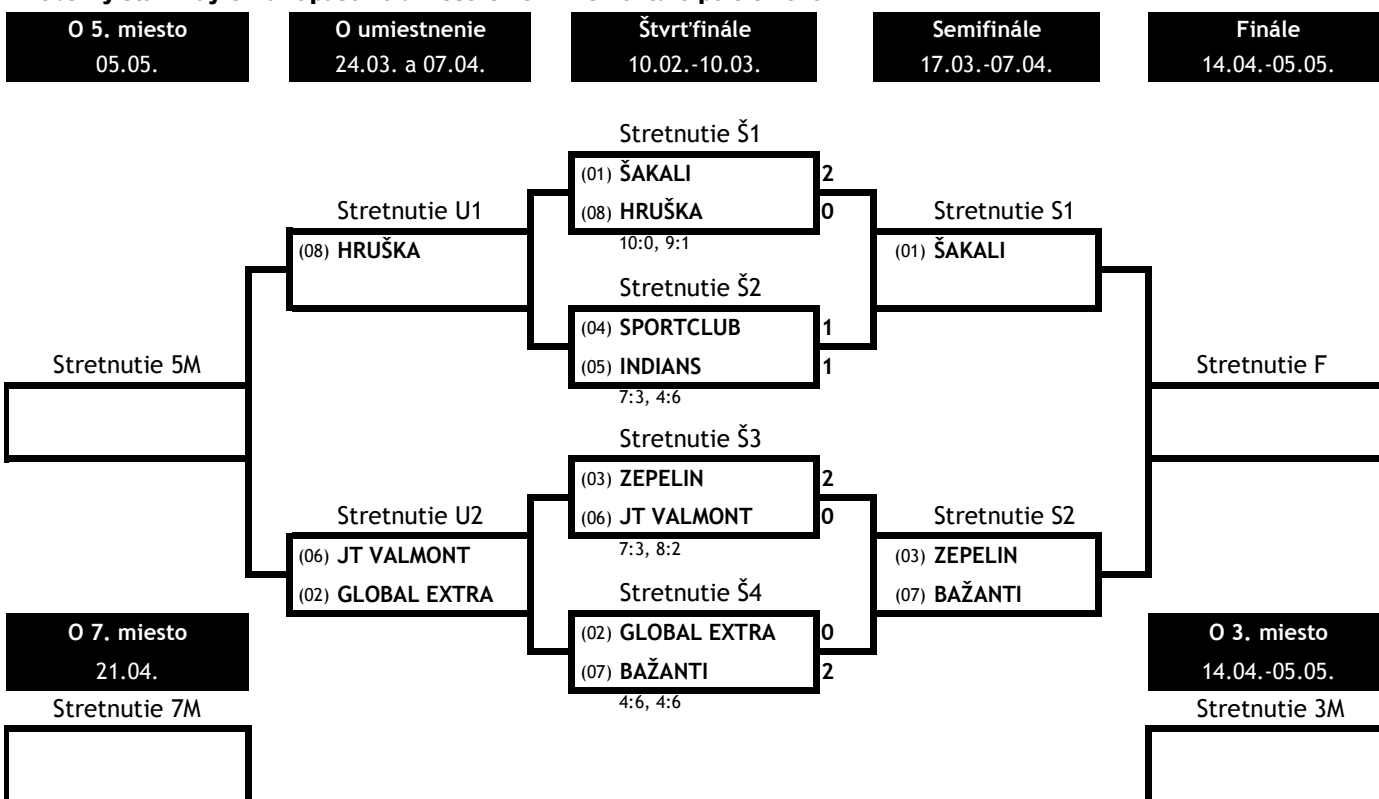 O 5. miesto
05.05.
O umiestnenie
24.03. a 07.04.
Štvrťfinále
10.02.-10.03.
Semifinále
17.03.-07.04.
Finále
14.04.-05.05.
Stretnutie Š1
(01) ŠAKALI 2
(08) HRUŠKA 0
10:0, 9:1
Stretnutie U1
(08) HRUŠKA
Stretnutie S1
(01) ŠAKALI
Stretnutie Š2
(04) SPORTCLUB 1
(05) INDIANS 1
7:3, 4:6
Stretnutie 5M
Stretnutie F
Stretnutie Š3
(03) ZEPELIN 2
(06) JT VALMONT 0
7:3, 8:2
Stretnutie U2
(06) JT VALMONT
(02) GLOBAL EXTRA
Stretnutie S2
(03) ZEPELIN
(07) BAŽANTI
Stretnutie Š4
(02) GLOBAL EXTRA 0
(07) BAŽANTI 2
4:6, 4:6
O 7. miesto
21.04.
Stretnutie 7M
O 3. miesto
14.04.-05.05.
Stretnutie 3M